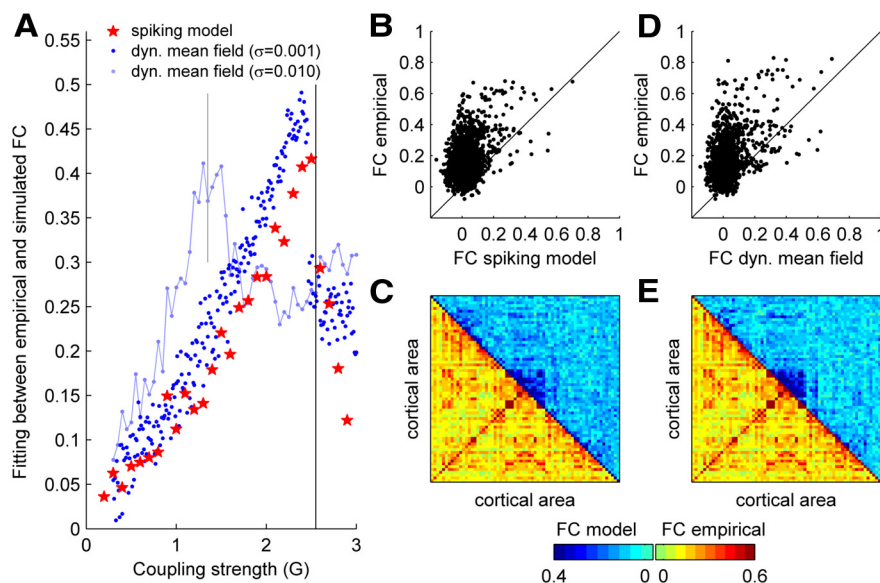 A
spiking model
dyn. mean field (σ=0.001)
dyn. mean field (σ=0.010)
Fitting between empirical and simulated FC
0.55
0.5
0.45
0.4
0.35
0.3
0.25
0.2
0.15
0.1
0.05
0
0 1 2 3
Coupling strength (G)
B
FC empirical
1
0.8
0.6
0.4
0.2
0
0 0.2 0.4 0.6 0.8 1
FC spiking model
D
FC empirical
1
0.8
0.6
0.4
0.2
0
0 0.2 0.4 0.6 0.8 1
FC dyn. mean field
C
cortical area
cortical area
E
cortical area
cortical area
FC model FC empirical
0.4 0 0 0.6